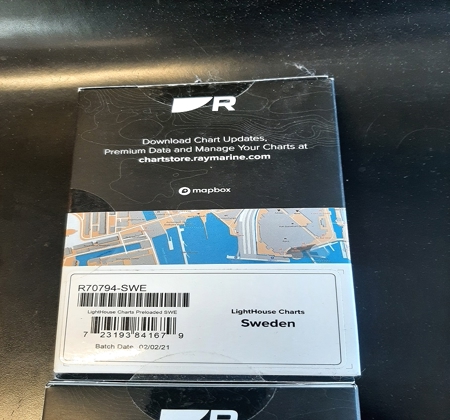 R
Download Chart Updates,
Premium Data and Manage Your Charts at
chartstore.raymarine.com
mapbox
R70794-SWE
LightHouse Charts Preloaded SWE
7 23193 84167 9
Batch Date 02/02/21
LightHouse Charts
Sweden
R